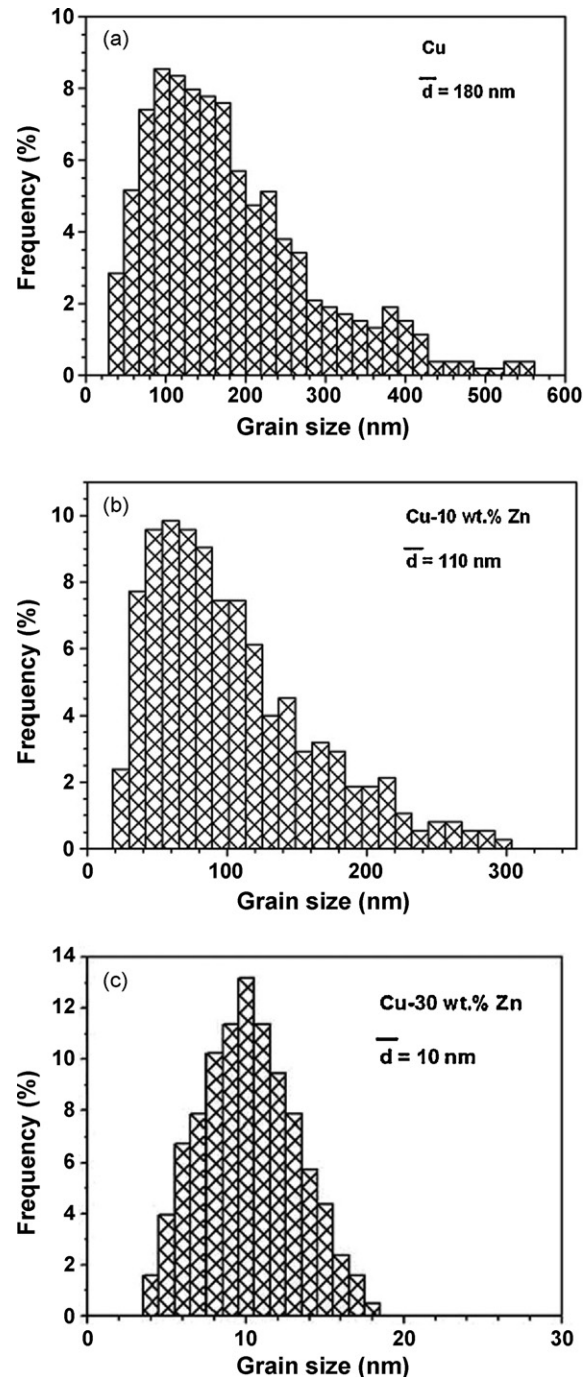 (a)
Cu
d = 180 nm
10
8
6
4
2
0
Frequency (%)
0 100 200 300 400 500 600
Grain size (nm)
(b)
Cu-10 wt.% Zn
d = 110 nm
10
8
6
4
2
0
Frequency (%)
0 100 200 300
Grain size (nm)
(c)
Cu-30 wt.% Zn
d = 10 nm
14
12
10
8
6
4
2
0
Frequency (%)
0 10 20 30
Grain size (nm)